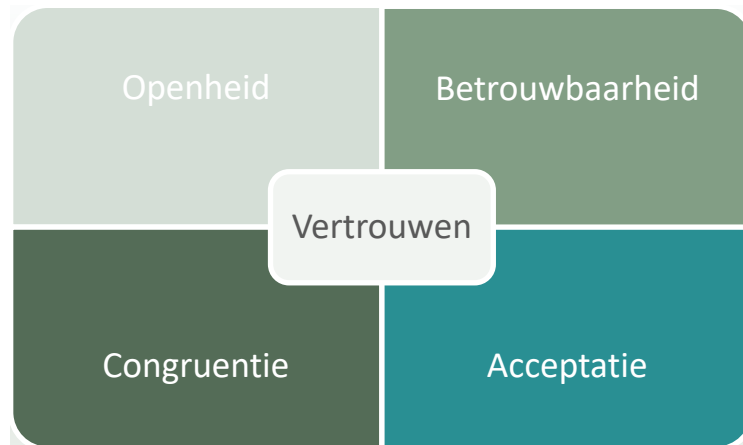 Openheid
Betrouwbaarheid
Vertrouwen
Congruentie
Acceptatie